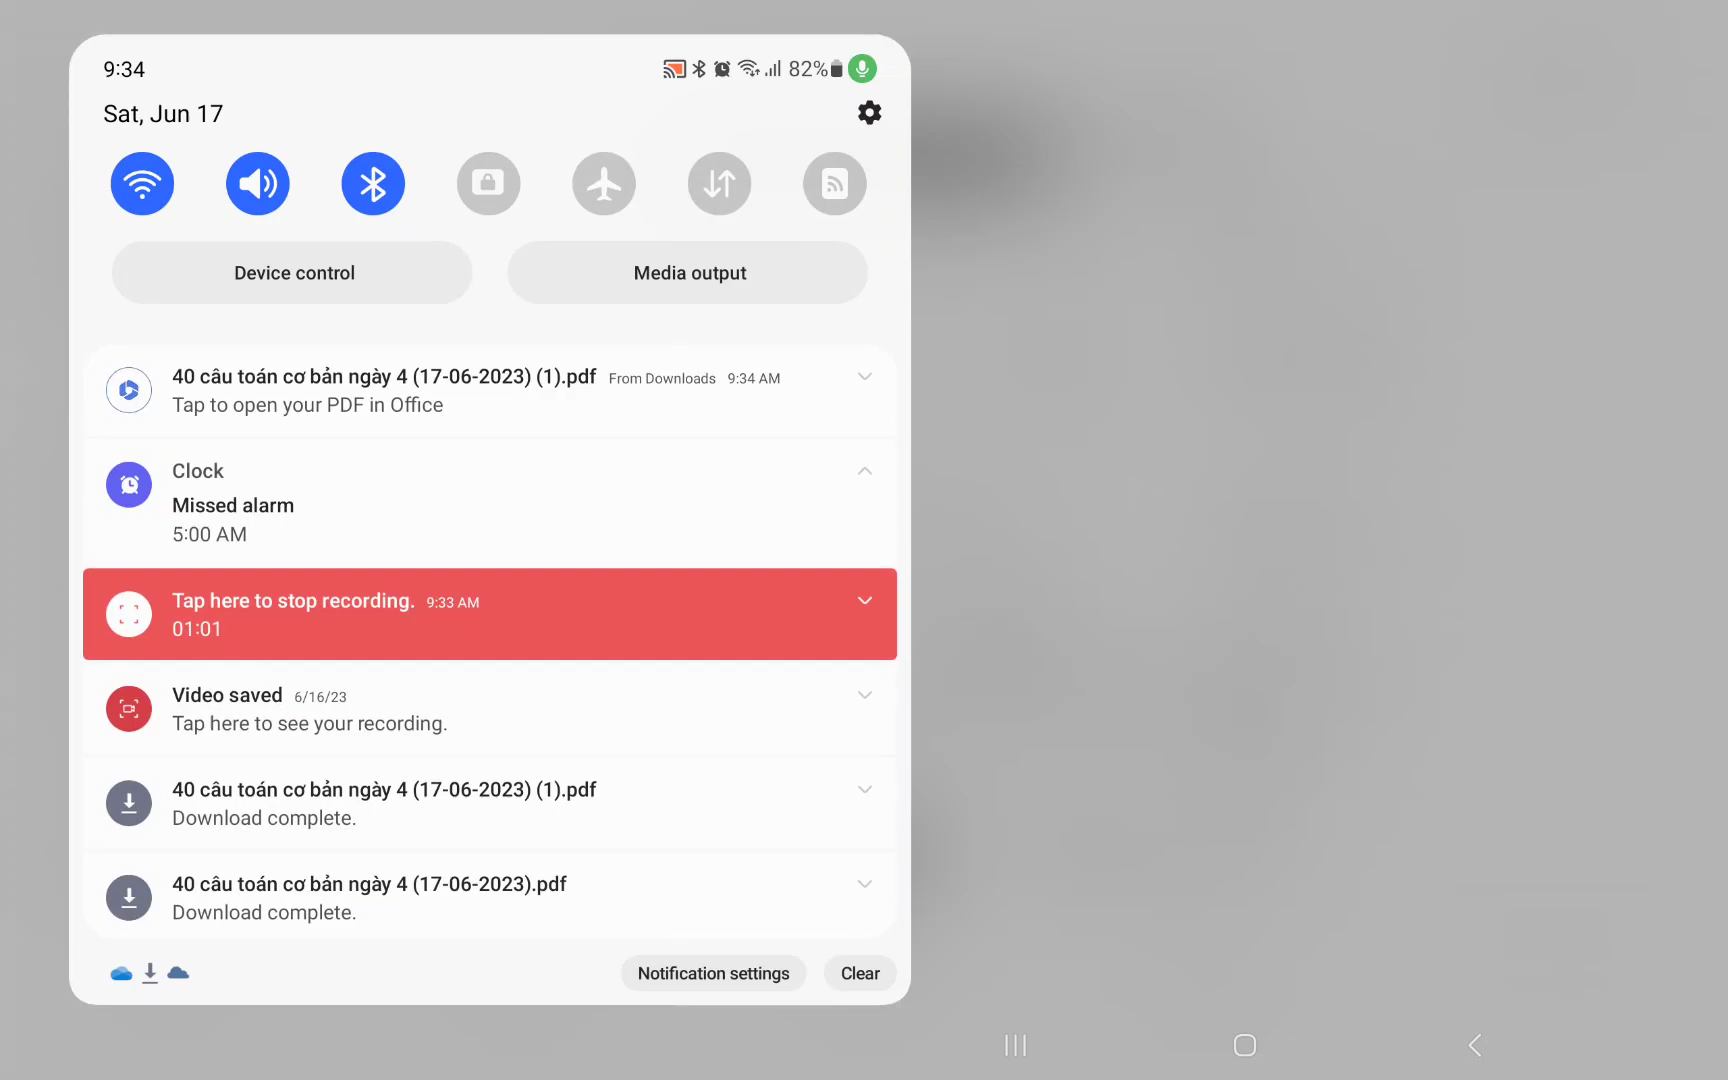 9:34
82%
Sat, Jun 17
Device control
Media output
40 câu toán cơ bản ngày 4 (17-06-2023) (1).pdf From Downloads 9:34 AM
Tap to open your PDF in Office
Clock
Missed alarm
5:00 AM
Tap here to stop recording. 9:33 AM
01:01
Video saved 6/16/23
Tap here to see your recording.
40 câu toán cơ bản ngày 4 (17-06-2023) (1).pdf
Download complete.
40 câu toán cơ bản ngày 4 (17-06-2023).pdf
Download complete.
Notification settings
Clear